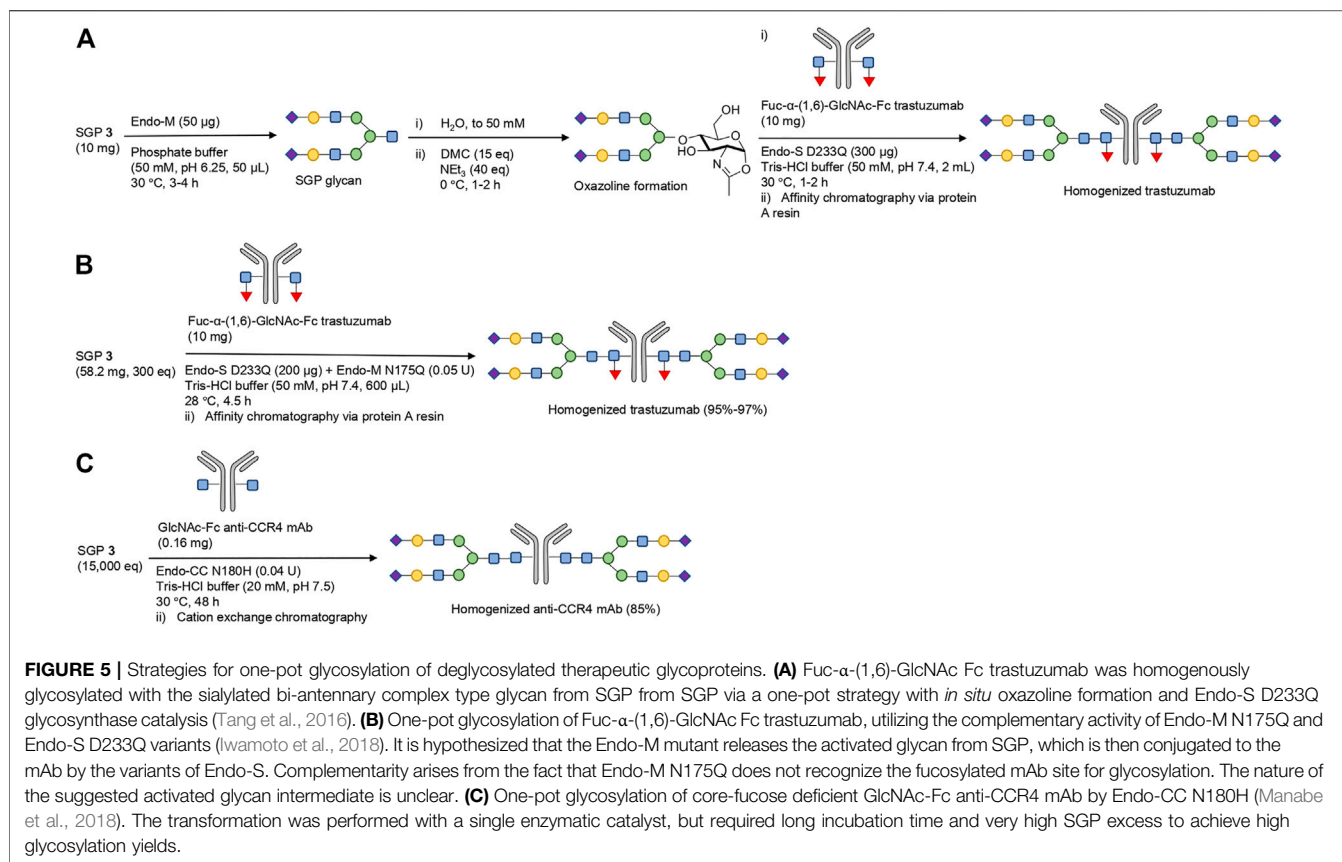 A
i)
Fuc-α-(1,6)-GlcNAc-Fc trastuzumab
(10 mg)
SGP 3
(10 mg)
Endo-M (50 µg)
Phosphate buffer
(50 mM, pH 6.25, 50 µL)
30 °C, 3-4 h
SGP glycan
i) H₂O, to 50 mM
ii) DMC (15 eq)
NEt₃ (40 eq)
0 °C, 1-2 h
Oxazoline formation
OH
O
HO
O
N
O
Endo-S D233Q (300 µg)
Tris-HCl buffer (50 mM, pH 7.4, 2 mL)
30 °C, 1-2 h
ii) Affinity chromatography via protein
A resin
Homogenized trastuzumab
B
Fuc-α-(1,6)-GlcNAc-Fc trastuzumab
(10 mg)
SGP 3
(58.2 mg, 300 eq)
Endo-S D233Q (200 µg) + Endo-M N175Q (0.05 U)
Tris-HCl buffer (50 mM, pH 7.4, 600 µL)
28 °C, 4.5 h
ii) Affinity chromatography via protein A resin
Homogenized trastuzumab (95%-97%)
C
GlcNAc-Fc anti-CCR4 mAb
(0.16 mg)
SGP 3
(15,000 eq)
Endo-CC N180H (0.04 U)
Tris-HCl buffer (20 mM, pH 7.5)
30 °C, 48 h
ii) Cation exchange chromatography
Homogenized anti-CCR4 mAb (85%)
FIGURE 5 | Strategies for one-pot glycosylation of deglycosylated therapeutic glycoproteins. (A) Fuc-α-(1,6)-GlcNAc Fc trastuzumab was homogenously
glycosylated with the sialylated bi-antennary complex type glycan from SGP from SGP via a one-pot strategy with in situ oxazoline formation and Endo-S D233Q
glycosynthase catalysis (Tang et al., 2016). (B) One-pot glycosylation of Fuc-α-(1,6)-GlcNAc Fc trastuzumab, utilizing the complementary activity of Endo-M N175Q and
Endo-S D233Q variants (Iwamoto et al., 2018). It is hypothesized that the Endo-M mutant releases the activated glycan from SGP, which is then conjugated to the
mAb by the variants of Endo-S. Complementarity arises from the fact that Endo-M N175Q does not recognize the fucosylated mAb site for glycosylation. The nature of
the suggested activated glycan intermediate is unclear. (C) One-pot glycosylation of core-fucose deficient GlcNAc-Fc anti-CCR4 mAb by Endo-CC N180H (Manabe
et al., 2018). The transformation was performed with a single enzymatic catalyst, but required long incubation time and very high SGP excess to achieve high
glycosylation yields.